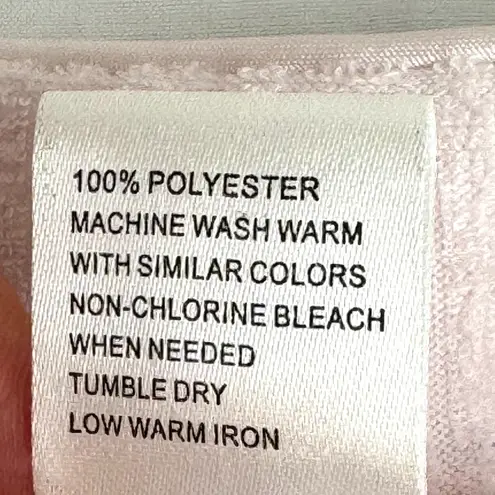 100% POLYESTER
MACHINE WASH WARM
WITH SIMILAR COLORS
NON-CHLORINE BLEACH
WHEN NEEDED
TUMBLE DRY
LOW WARM IRON